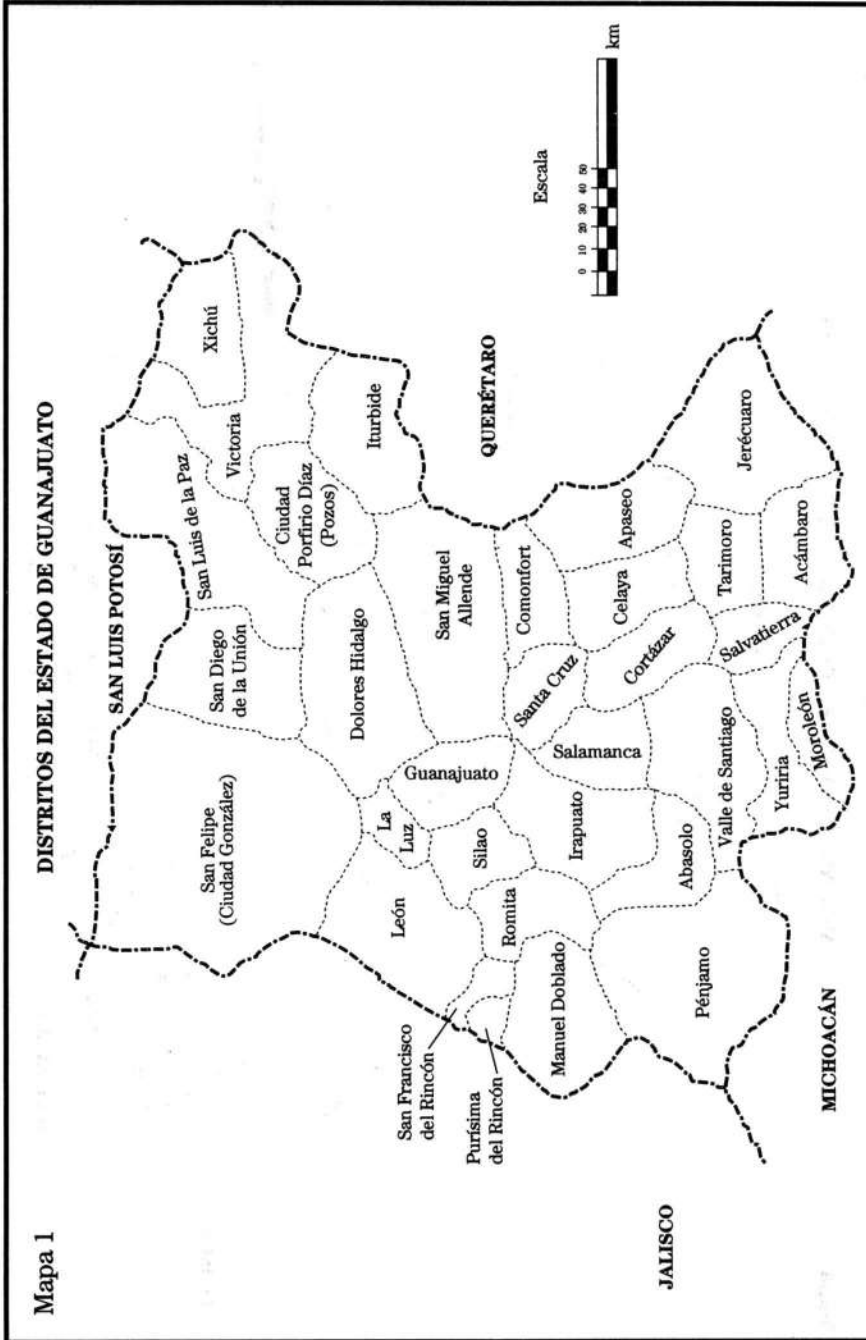 Mapa 1
DISTRITOS DEL ESTADO DE GUANAJUATO
SAN LUIS POTOSÍ
San Felipe
(Ciudad González)
San Diego
de la Unión
San Luis de la Paz
Victoria
Xichú
Ciudad
Porfirio Díaz
(Pozos)
Iturbide
Dolores Hidalgo
San Miguel
Allende
León
La
Luz
Guanajuato
Silao
Romita
San Francisco
del Rincón
Purísima
del Rincón
Manuel Doblado
Irapuato
Salamanca
Santa Cruz
Comonfort
QUERÉTARO
Celaya
Apaseo
Cortázar
Abasolo
Pénjamo
Valle de Santiago
Salvatierra
Tarimoro
Jerécuaro
Acámbaro
Yuriria
Moroleón
JALISCO
MICHOACÁN
Escala
0 10 20 30 40 50
km